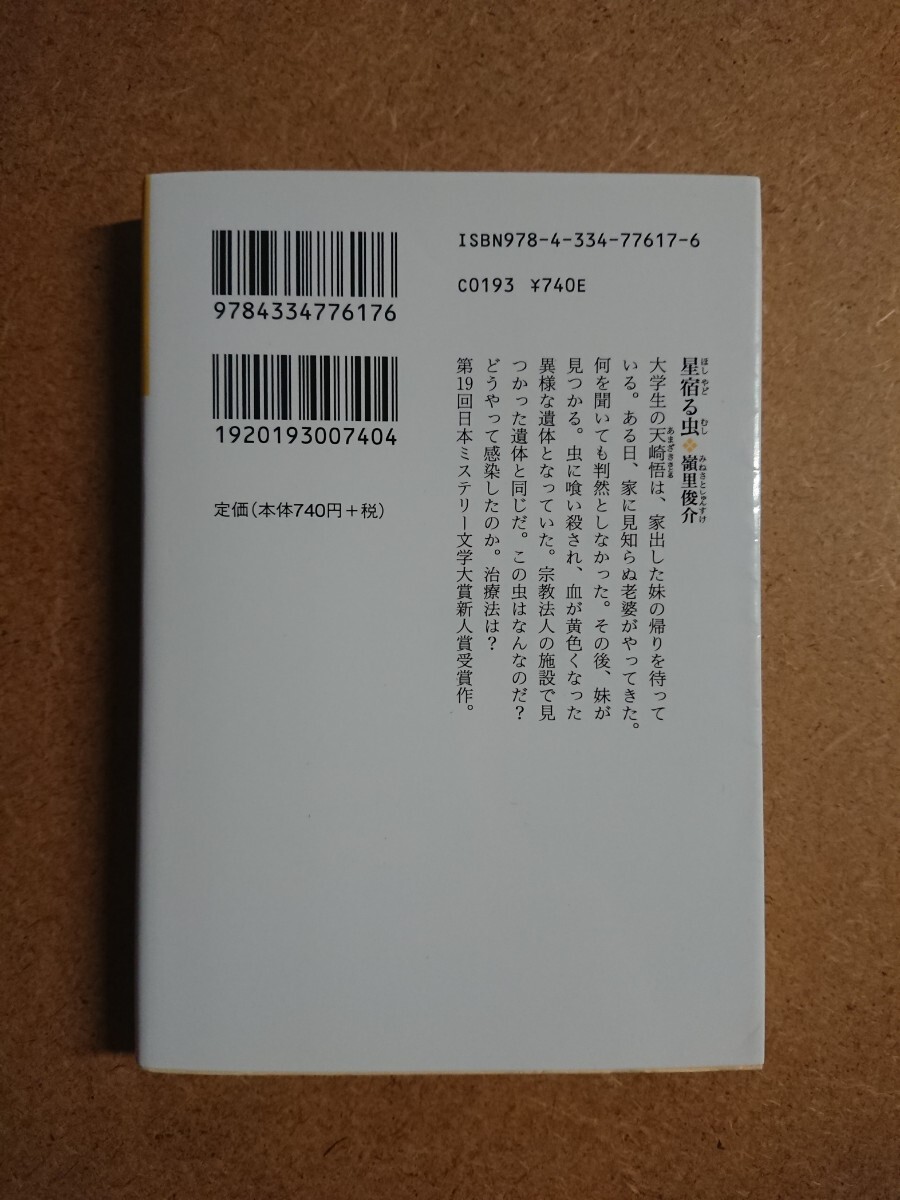 ISBN978-4-334-77617-6
C0193 ¥740E
9784334776176
1920193007404
定価(本体740円+税)
星宿る虫 嶺里俊介
ほしやど むし みねさとしゅんすけ
大学生の天崎悟は、家出した妹の帰りを待って
あまざきさとる
いる。ある日、家に見知らぬ老婆がやってきた。
何を聞いても判然としなかった。その後、妹が
見つかる。虫に喰い殺され、血が黄色くなった
異様な遺体となっていた。宗教法人の施設で見
つかった遺体と同じだ。この虫はなんなのだ?
どうやって感染したのか。治療法は?
第19回日本ミステリー文学大賞新人賞受賞作。